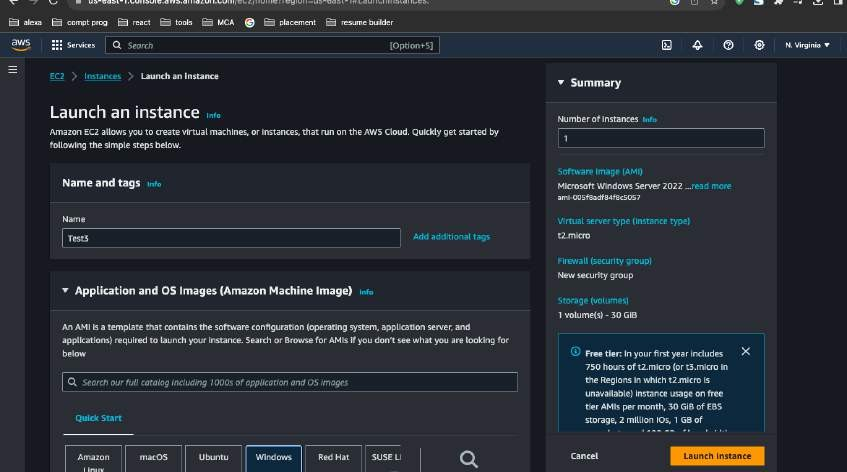 us-east-1.console.aws.amazon.com/ec2/home?region=us-east-1#LaunchInstances:
alexa compt prog react tools MCA placement resume builder
aws Services Search [Option+S] N. Virginia
EC2 Instances Launch an instance
Launch an instance Info
Amazon EC2 allows you to create virtual machines, or instances, that run on the AWS Cloud. Quickly get started by
following the simple steps below.
Name and tags Info
Name
Test3 Add additional tags
Application and OS Images (Amazon Machine Image) Info
An AMI is a template that contains the software configuration (operating system, application server, and
applications) required to launch your instance. Search or Browse for AMIs if you don't see what you are looking for
below
Search our full catalog including 1000s of application and OS images
Quick Start
Amazon
Linux
macOS
Ubuntu
Windows
Red Hat
SUSE Li
Summary
Number of instances Info
1
Software Image (AMI)
Microsoft Windows Server 2022 ...read more
ami-005f8adf84f8c5057
Virtual server type (instance type)
t2.micro
Firewall (security group)
New security group
Storage (volumes)
1 volume(s) - 30 GiB
Free tier: In your first year includes
750 hours of t2.micro (or t3.micro in
the Regions in which t2.micro is
unavailable) instance usage on free
tier AMIs per month, 30 GiB of EBS
storage, 2 million IOs, 1 GB of
Cancel Launch instance